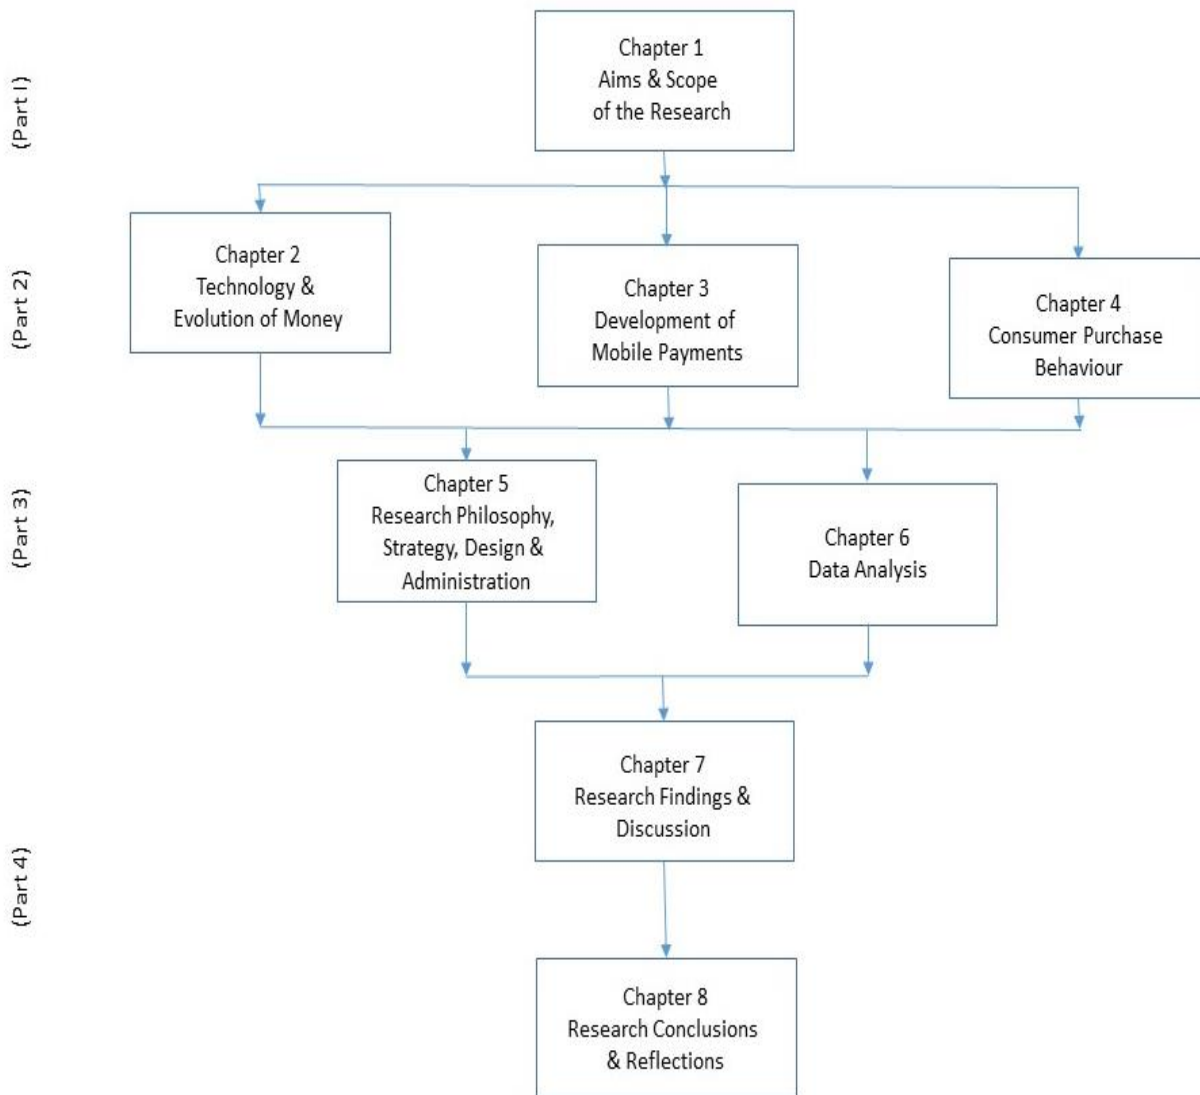 (Part I)
Chapter 1
Aims & Scope
of the Research
(Part 2)
Chapter 2
Technology &
Evolution of Money
Chapter 3
Development of
Mobile Payments
Chapter 4
Consumer Purchase
Behaviour
(Part 3)
Chapter 5
Research Philosophy,
Strategy, Design &
Administration
Chapter 6
Data Analysis
(Part 4)
Chapter 7
Research Findings &
Discussion
Chapter 8
Research Conclusions
& Reflections